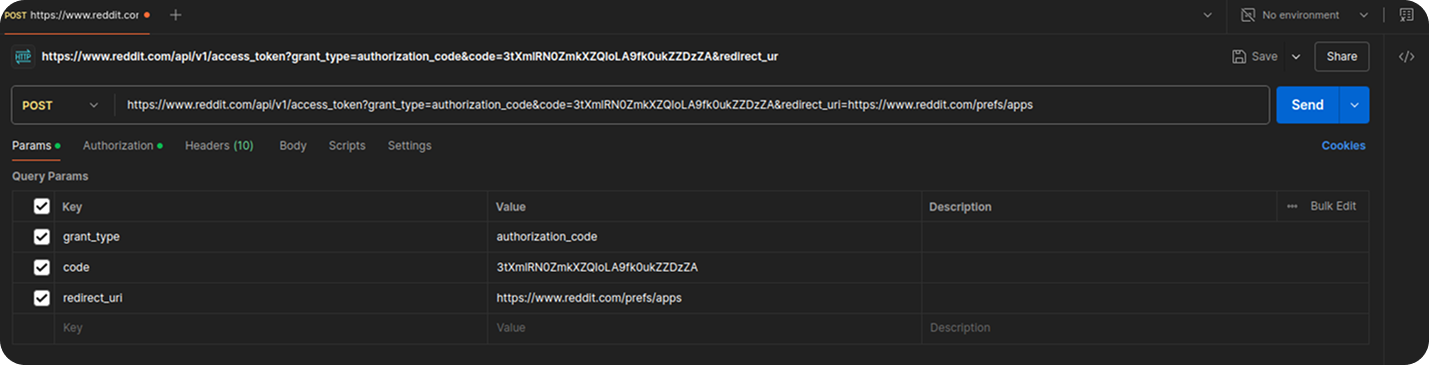 POST https://www.reddit.cor
No environment
HTTP https://www.reddit.com/api/v1/access_token?grant_type=authorization_code&code=3tXmlRN0ZmkXZQloLA9fk0ukZZDzZA&redirect_ur
Save Share
POST https://www.reddit.com/api/v1/access_token?grant_type=authorization_code&code=3tXmlRN0ZmkXZQloLA9fk0ukZZDzZA&redirect_uri=https://www.reddit.com/prefs/apps Send
Params Authorization Headers (10) Body Scripts Settings Cookies
Query Params
Key Value Description ••• Bulk Edit
grant_type authorization_code
code 3tXmlRN0ZmkXZQloLA9fk0ukZZDzZA
redirect_uri https://www.reddit.com/prefs/apps
Key Value Description